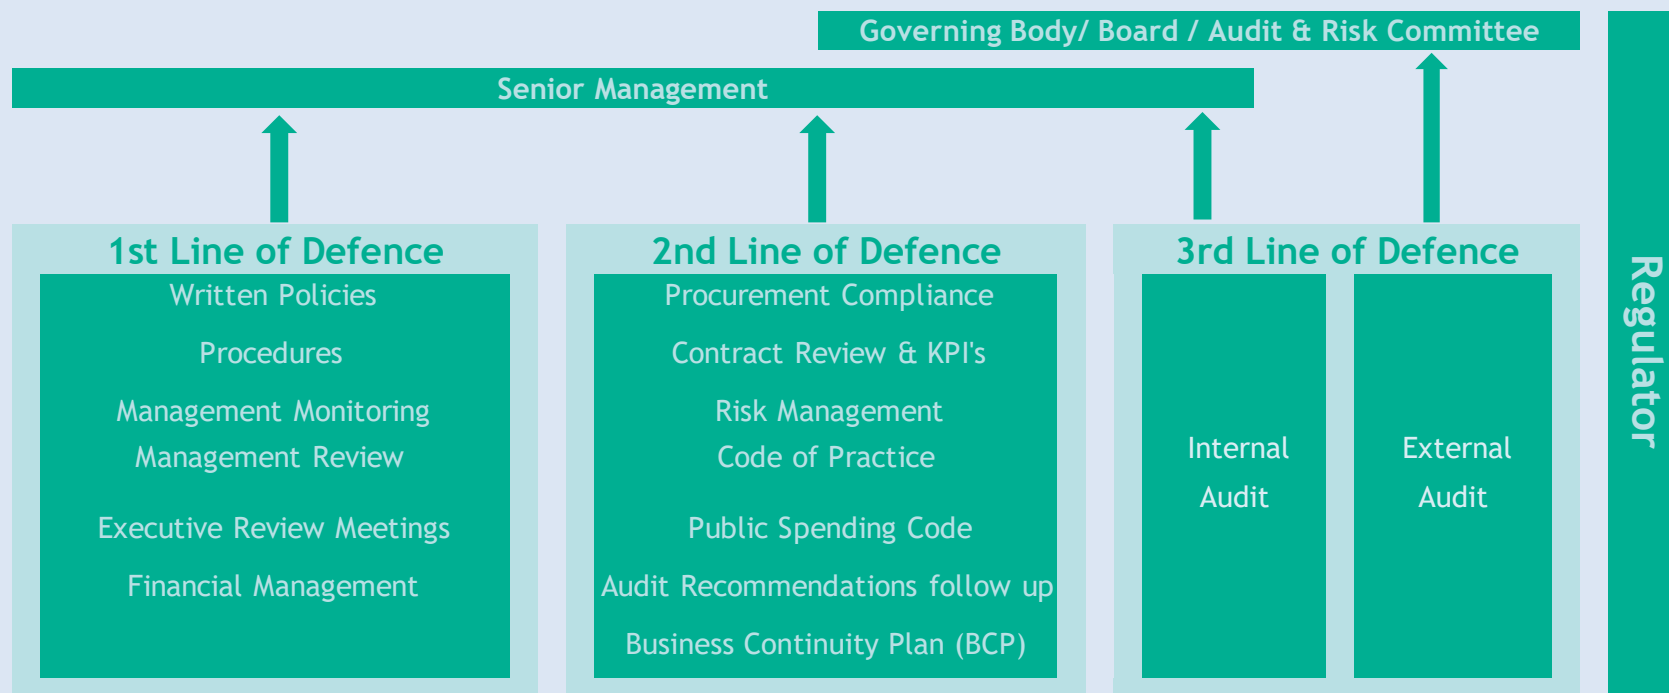 Governing Body/ Board / Audit & Risk Committee
Senior Management
1st Line of Defence
Written Policies
Procedures
Management Monitoring
Management Review
Executive Review Meetings
Financial Management
2nd Line of Defence
Procurement Compliance
Contract Review & KPI's
Risk Management
Code of Practice
Public Spending Code
Audit Recommendations follow up
Business Continuity Plan (BCP)
3rd Line of Defence
Internal
Audit
External
Audit
Regulator